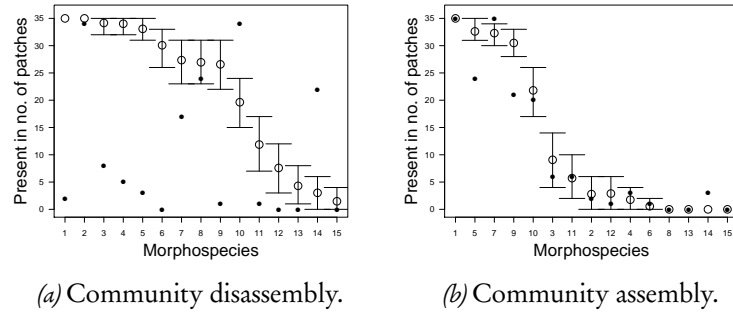 Present in no. of patches
35
30
25
20
15
10
5
0
1 2 3 4 5 6 7 8 9 10 11 12 13 14 15
Morphospecies
(a) Community disassembly.
Present in no. of patches
35
30
25
20
15
10
5
0
1 5 7 9 10 3 11 2 12 4 6 8 13 14 15
Morphospecies
(b) Community assembly.